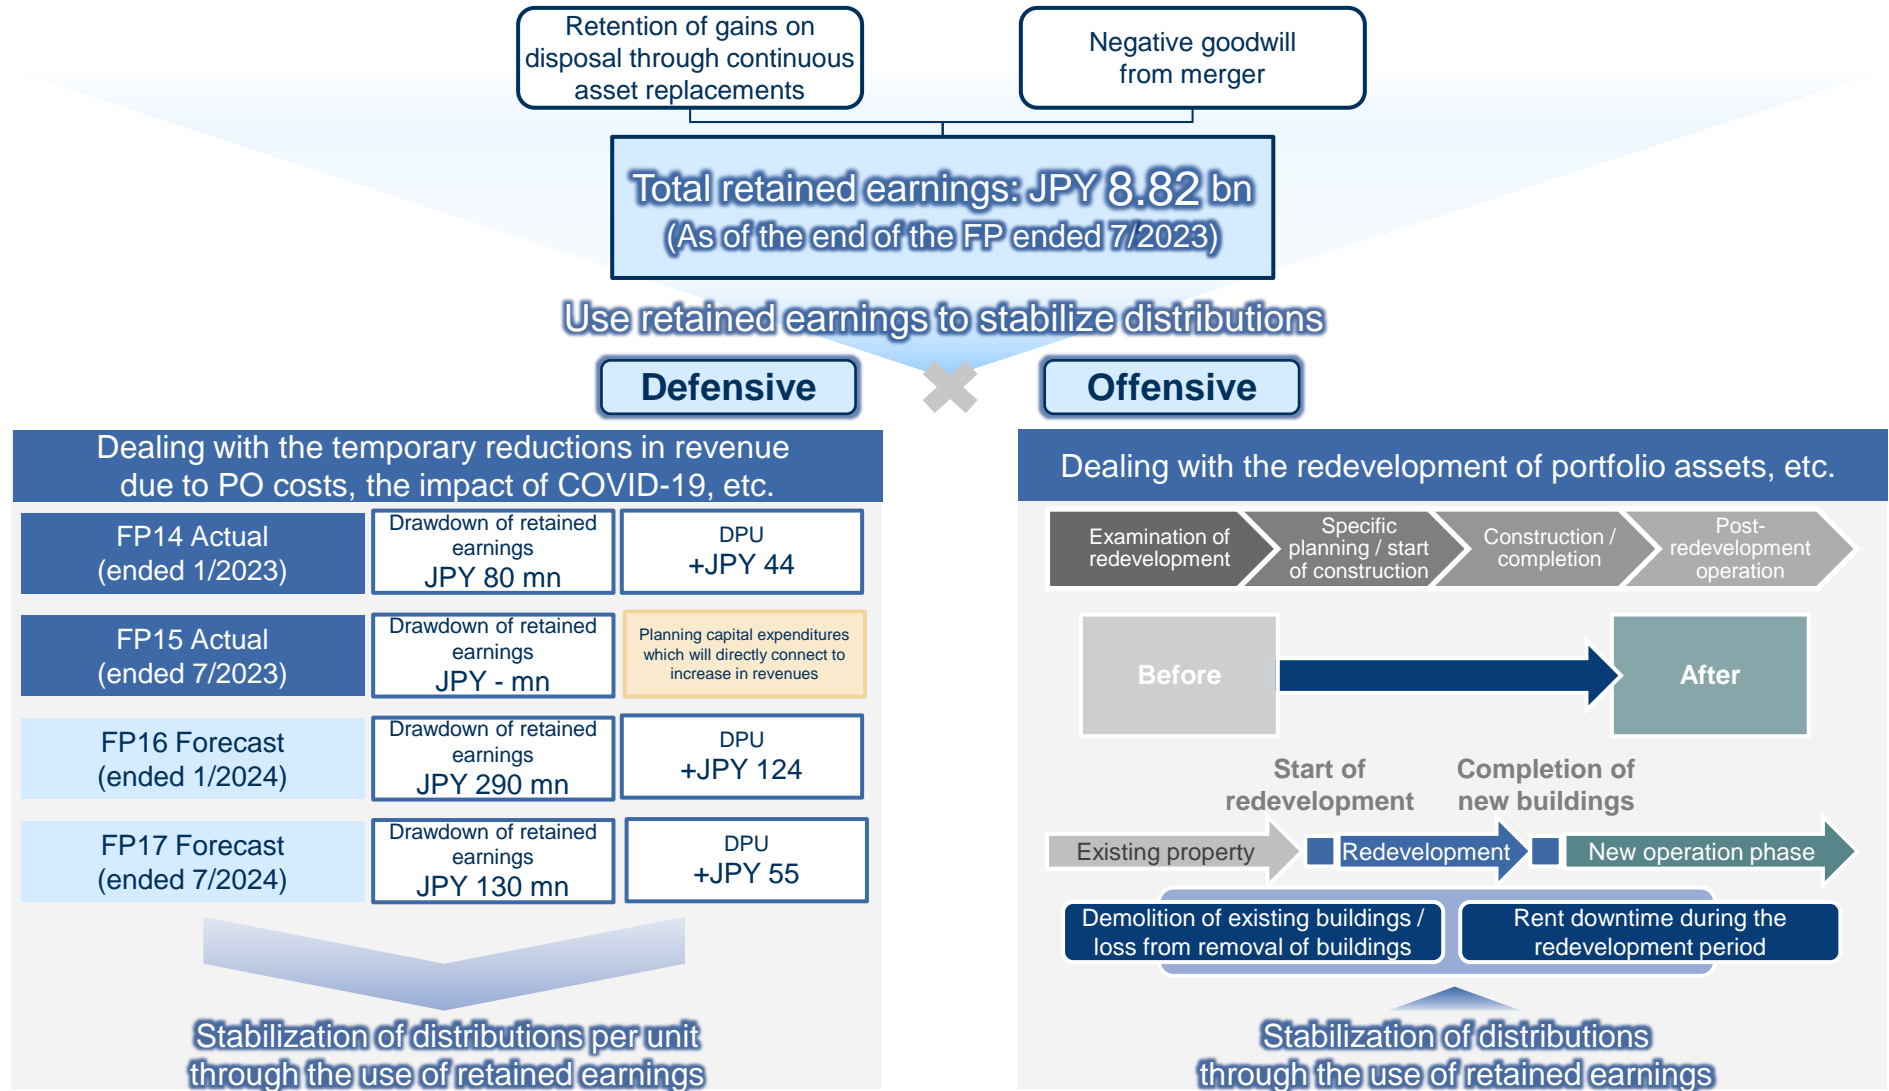 Retention of gains on
disposal through continuous
asset replacements
Negative goodwill
from merger
Total retained earnings: JPY 8.82 bn
(As of the end of the FP ended 7/2023)
Use retained earnings to stabilize distributions
Defensive
Offensive
Dealing with the temporary reductions in revenue
due to PO costs, the impact of COVID-19, etc.
FP14 Actual
(ended 1/2023)
Drawdown of retained
earnings
JPY 80 mn
DPU
+JPY 44
FP15 Actual
(ended 7/2023)
Drawdown of retained
earnings
JPY - mn
Planning capital expenditures
which will directly connect to
increase in revenues
FP16 Forecast
(ended 1/2024)
Drawdown of retained
earnings
JPY 290 mn
DPU
+JPY 124
FP17 Forecast
(ended 7/2024)
Drawdown of retained
earnings
JPY 130 mn
DPU
+JPY 55
Stabilization of distributions per unit
through the use of retained earnings
Dealing with the redevelopment of portfolio assets, etc.
Examination of
redevelopment
Specific
planning / start
of construction
Construction /
completion
Post-
redevelopment
operation
Before
After
Start of
redevelopment
Completion of
new buildings
Existing property
Redevelopment
New operation phase
Demolition of existing buildings /
loss from removal of buildings
Rent downtime during the
redevelopment period
Stabilization of distributions
through the use of retained earnings